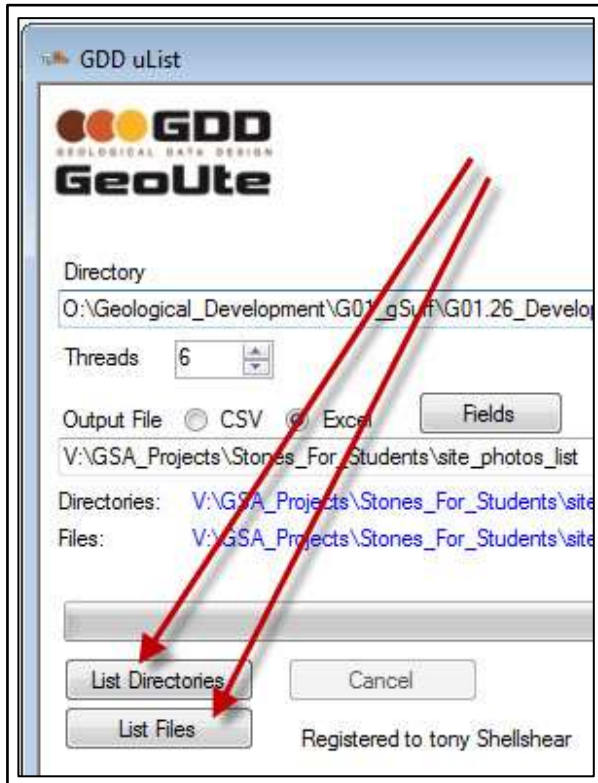 GDD uList
GDD
GEOLOGICAL DATA DESIGN
GeoUte
Directory
O:\Geological_Development\G01_gSurf\G01.26_Develop
Threads 6
Output File CSV Excel Fields
V:\GSA_Projects\Stones_For_Students\site_photos_list
Directories: V:\GSA_Projects\Stones_For_Students\site
Files: V:\GSA_Projects\Stones_For_Students\site
List Directories Cancel
List Files
Registered to tony Shellshear